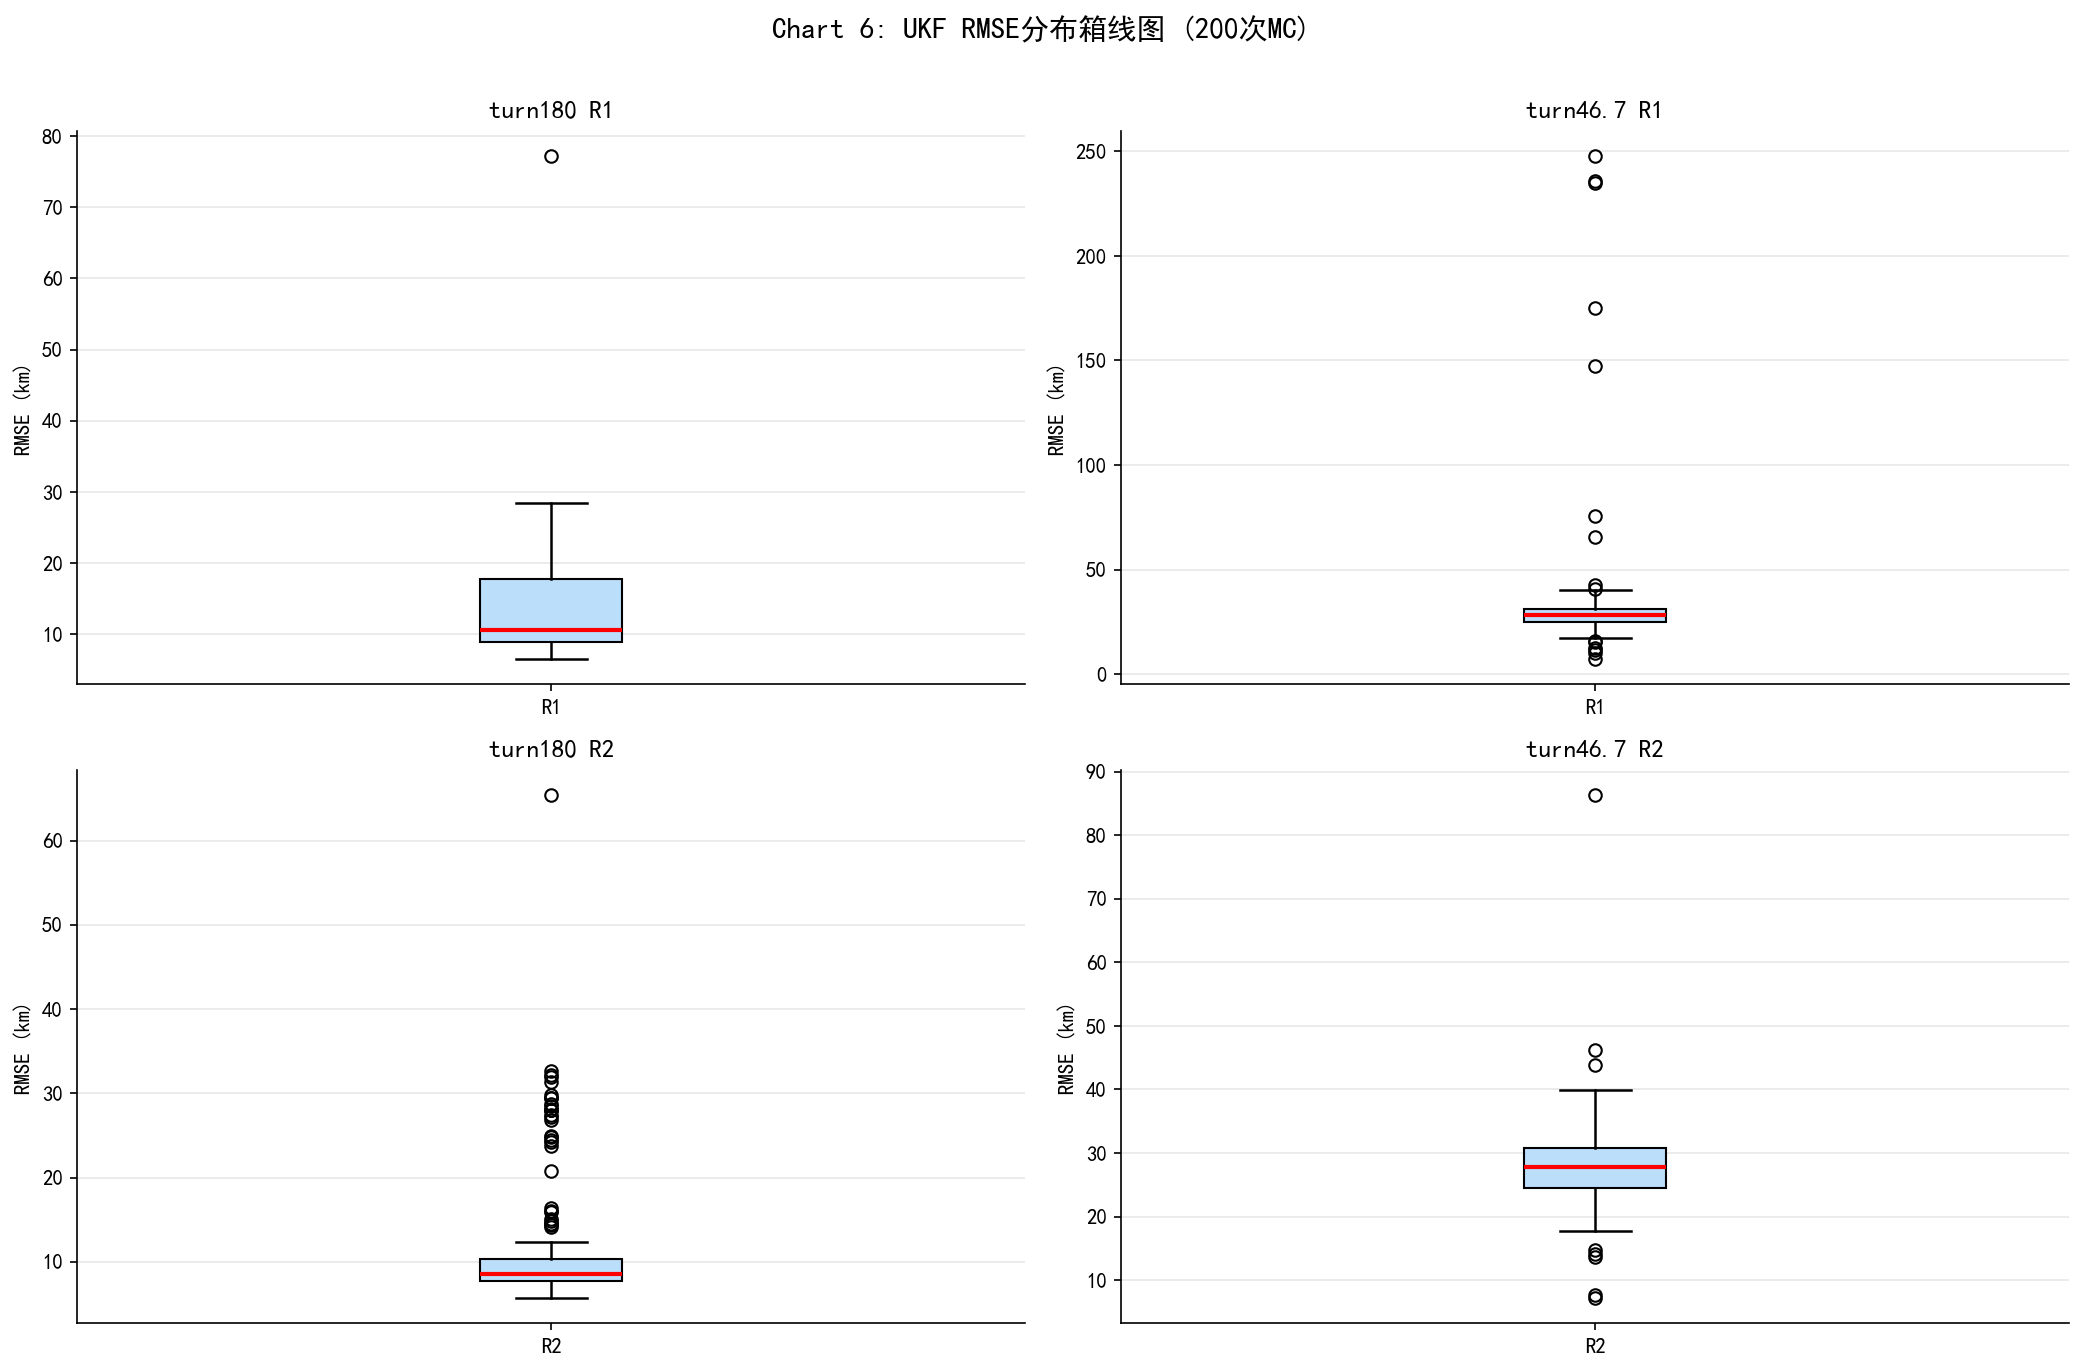 Chart 6: UKF RMSE分布箱线图 (200次MC)
turn180 R1
80
70
60
50
40
30
20
10
RMSE (km)
R1
turn46.7 R1
250
200
150
100
50
0
RMSE (km)
R1
turn180 R2
60
50
40
30
20
10
RMSE (km)
R2
turn46.7 R2
90
80
70
60
50
40
30
20
10
RMSE (km)
R2